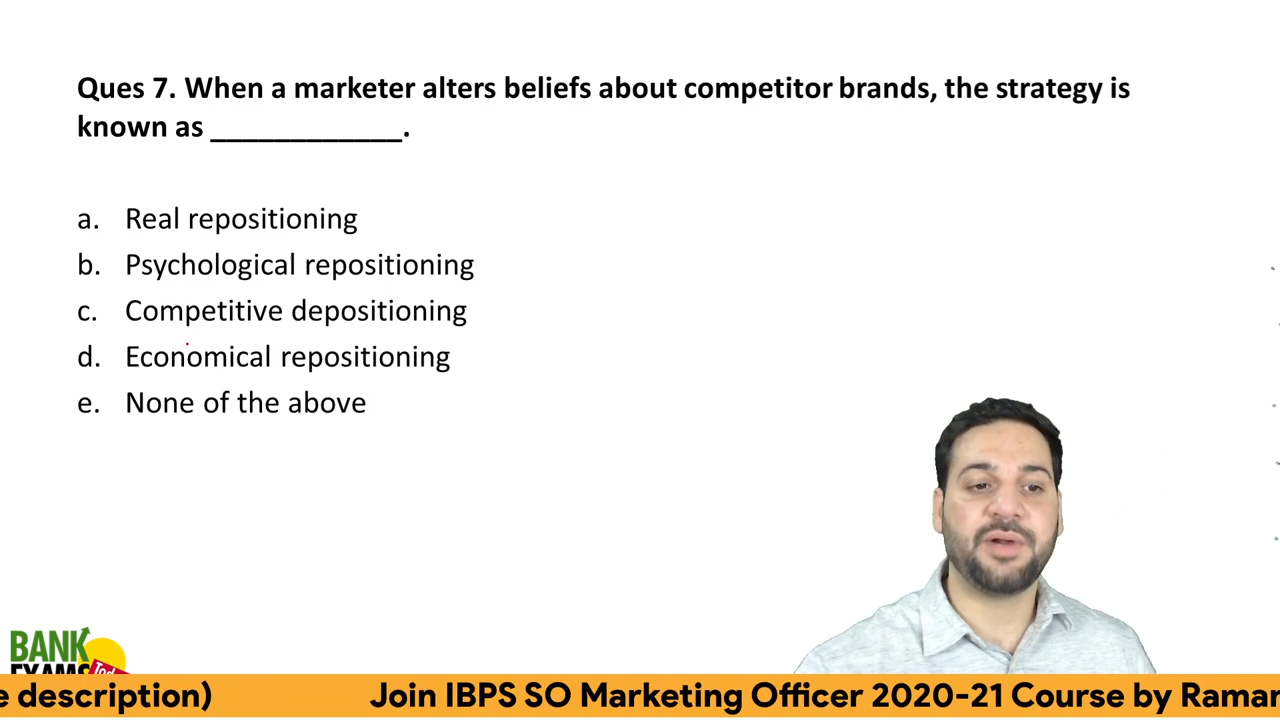 Ques 7. When a marketer alters beliefs about competitor brands, the strategy is
known as ____________.
a. Real repositioning
b. Psychological repositioning
c. Competitive depositioning
d. Economical repositioning
e. None of the above
BANK
EXAMS
Today
e description) Join IBPS SO Marketing Officer 2020-21 Course by Raman